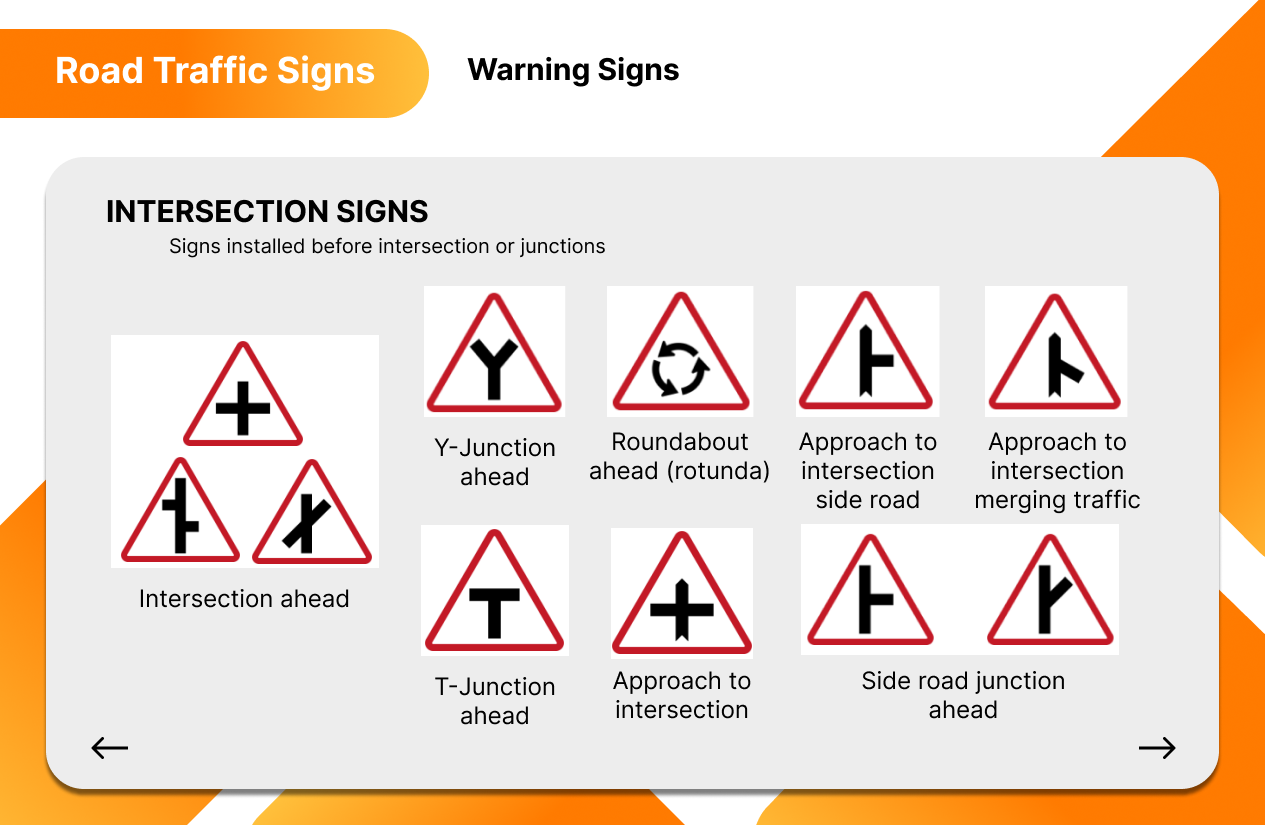 Road Traffic Signs
Warning Signs
INTERSECTION SIGNS
Signs installed before intersection or junctions
Intersection ahead
Y-Junction
ahead
Roundabout
ahead (rotunda)
Approach to
intersection
side road
Approach to
intersection
merging traffic
T-Junction
ahead
Approach to
intersection
Side road junction
ahead